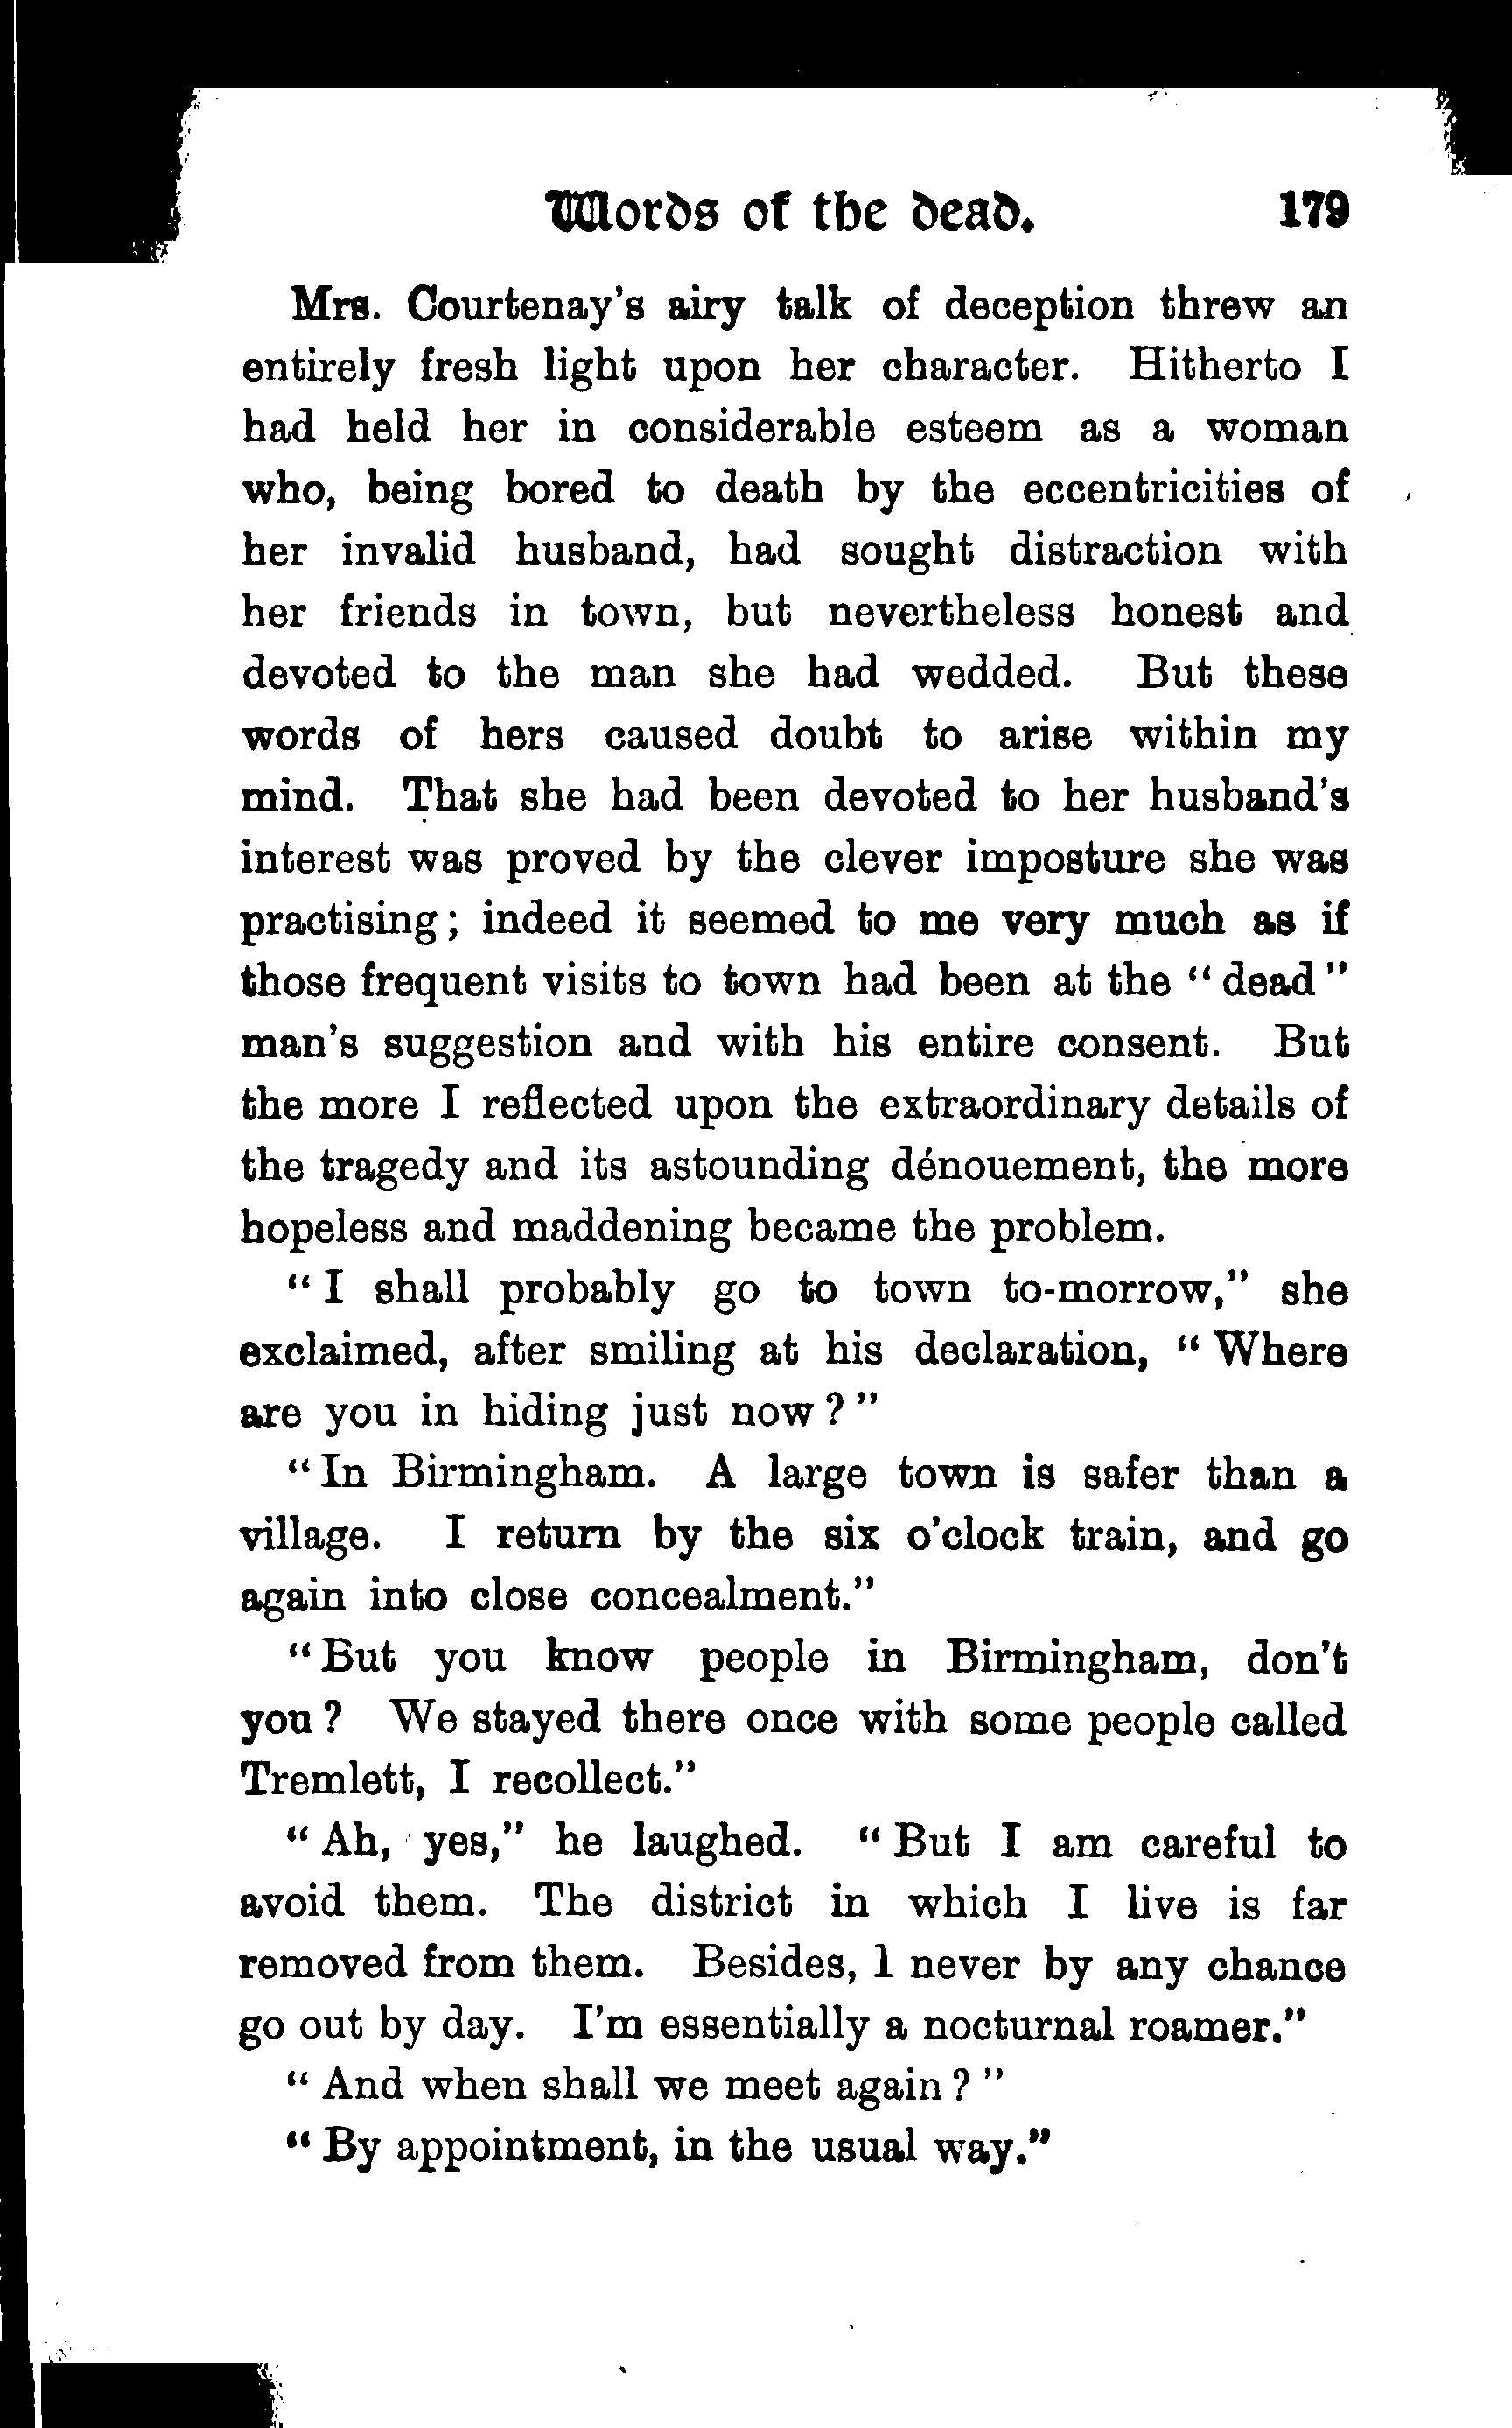 Words of the dead. 179
Mrs. Courtenay's airy talk of deception threw an
entirely fresh light upon her character. Hitherto I
had held her in considerable esteem as a woman
who, being bored to death by the eccentricities of
her invalid husband, had sought distraction with
her friends in town, but nevertheless honest and
devoted to the man she had wedded. But these
words of hers caused doubt to arise within my
mind. That she had been devoted to her husband's
interest was proved by the clever imposture she was
practising; indeed it seemed to me very much as if
those frequent visits to town had been at the "dead"
man's suggestion and with his entire consent. But
the more I reflected upon the extraordinary details of
the tragedy and its astounding dénouement, the more
hopeless and maddening became the problem.
"I shall probably go to town to-morrow," she
exclaimed, after smiling at his declaration, "Where
are you in hiding just now?"
"In Birmingham. A large town is safer than a
village. I return by the six o'clock train, and go
again into close concealment."
"But you know people in Birmingham, don't
you? We stayed there once with some people called
Tremlett, I recollect."
"Ah, yes," he laughed. "But I am careful to
avoid them. The district in which I live is far
removed from them. Besides, I never by any chance
go out by day. I'm essentially a nocturnal roamer."
"And when shall we meet again?"
"By appointment, in the usual way."